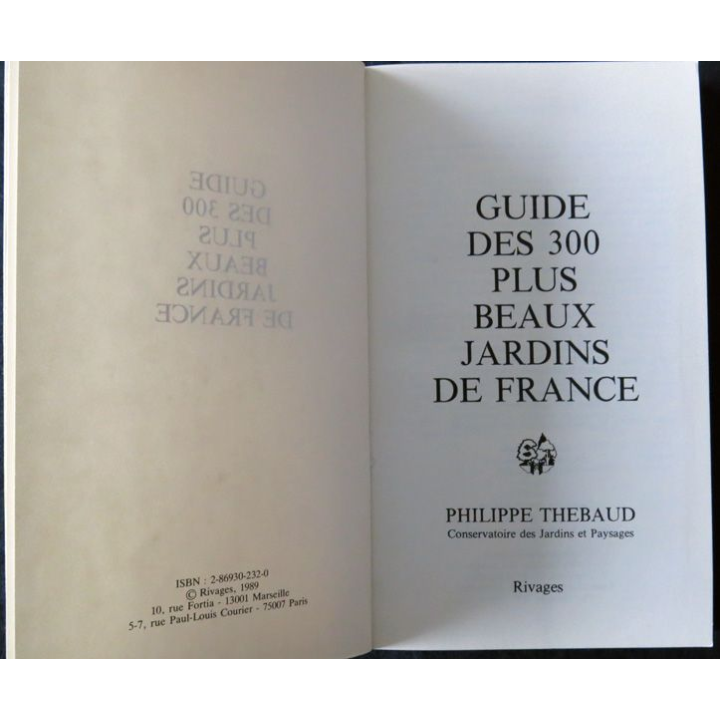 GUIDE
DES 300
PLUS
BEAUX
JARDINS
DE FRANCE
ISBN : 2-86930-232-0
© Rivages, 1989
10, rue Fortia - 13001 Marseille
5-7, rue Paul-Louis Courier - 75007 Paris
GUIDE
DES 300
PLUS
BEAUX
JARDINS
DE FRANCE
PHILIPPE THEBAUD
Conservatoire des Jardins et Paysages
Rivages